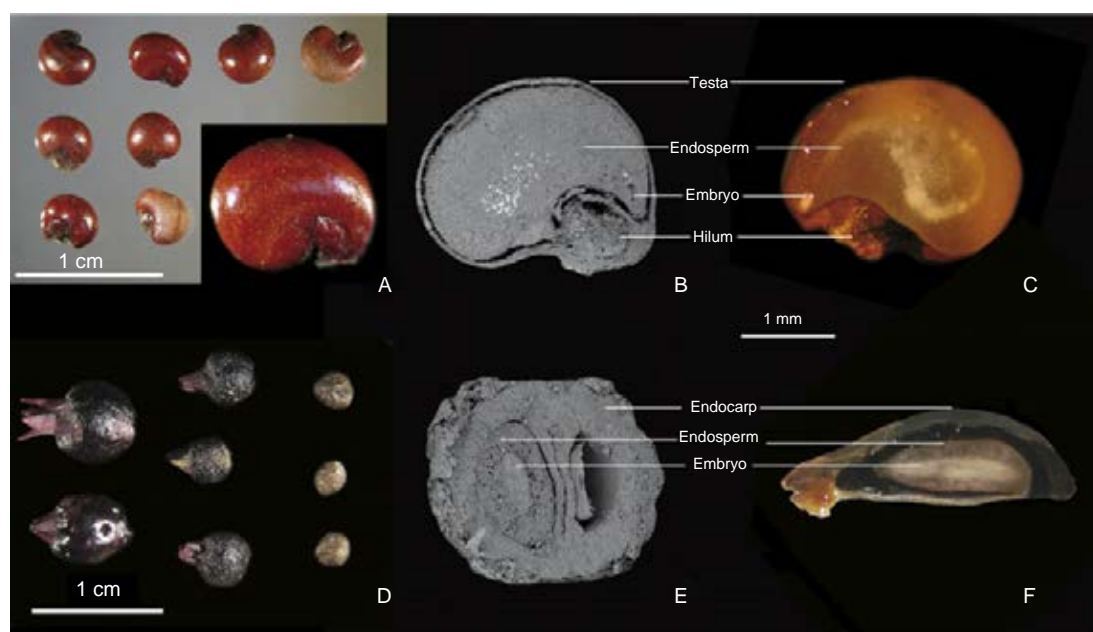 Testa
Endosperm
Embryo
Hilum
1 cm
A
B
C
1 mm
Endocarp
Endosperm
Embryo
1 cm
D
E
F